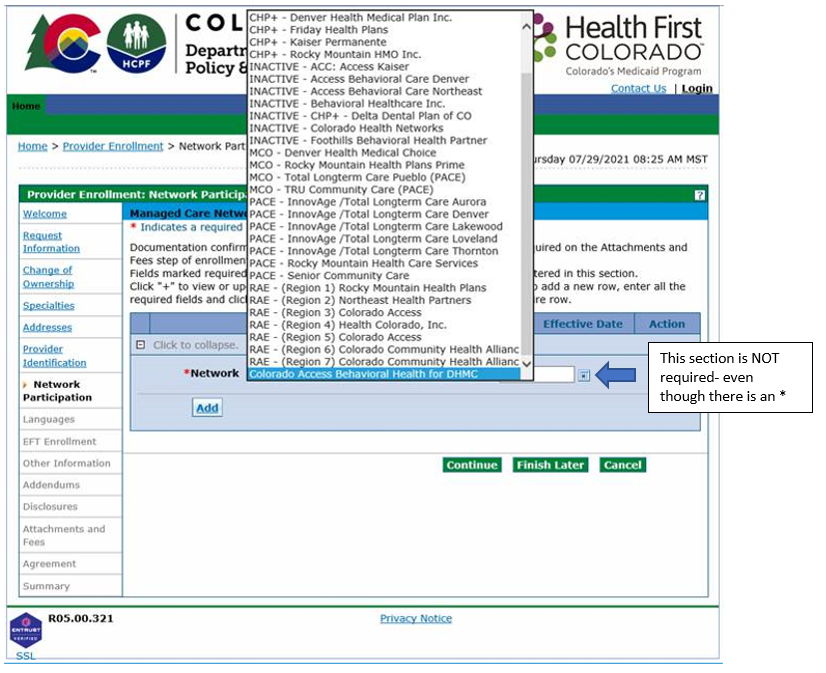 COL
Departr
Policy &
HCPF
Health First
COLORADO
Colorado's Medicaid Program
Contact Us | Login
Home
Home > Provider Enrollment > Network Part
ursday 07/29/2021 08:25 AM MST
CHP+ - Denver Health Medical Plan Inc.
CHP+ - Friday Health Plans
CHP+ - Kaiser Permanente
CHP+ - Rocky Mountain HMO Inc.
INACTIVE - ACC: Access Kaiser
INACTIVE - Access Behavioral Care Denver
INACTIVE - Access Behavioral Care Northeast
INACTIVE - Behavioral Healthcare Inc.
INACTIVE - CHP+ - Delta Dental Plan of CO
INACTIVE - Colorado Health Networks
INACTIVE - Foothills Behavioral Health Partner
MCO - Denver Health Medical Choice
MCO - Rocky Mountain Health Plans Prime
MCO - Total Longterm Care Pueblo (PACE)
MCO - TRU Community Care (PACE)
PACE - InnovAge /Total Longterm Care Aurora
PACE - InnovAge /Total Longterm Care Denver
PACE - InnovAge /Total Longterm Care Lakewood
PACE - InnovAge /Total Longterm Care Loveland
PACE - InnovAge /Total Longterm Care Thornton
PACE - Rocky Mountain Health Care Services
PACE - Senior Community Care
RAE - (Region 1) Rocky Mountain Health Plans
RAE - (Region 2) Northeast Health Partners
RAE - (Region 3) Colorado Access
RAE - (Region 4) Health Colorado, Inc.
RAE - (Region 5) Colorado Access
RAE - (Region 6) Colorado Community Health Allianc
RAE - (Region 7) Colorado Community Health Allianc
Colorado Access Behavioral Health for DHMC
Provider Enrollment: Network Particip
?
Welcome
Request
Information
Change of
Ownership
Specialties
Addresses
Provider
Identification
Network
Participation
Languages
EFT Enrollment
Other Information
Addendums
Disclosures
Attachments and
Fees
Agreement
Summary
Managed Care Netw
* Indicates a required
Documentation confirm uired on the Attachments and
Fees step of enrollmen
Fields marked required tered in this section.
Click "+" to view or up o add a new row, enter all the
required fields and clic re row.
Effective Date Action
Click to collapse.
*Network
Add
This section is NOT
required- even
though there is an *
Continue Finish Later Cancel
R05.00.321
Privacy Notice
ENTRUST
VERIFIED
SSL